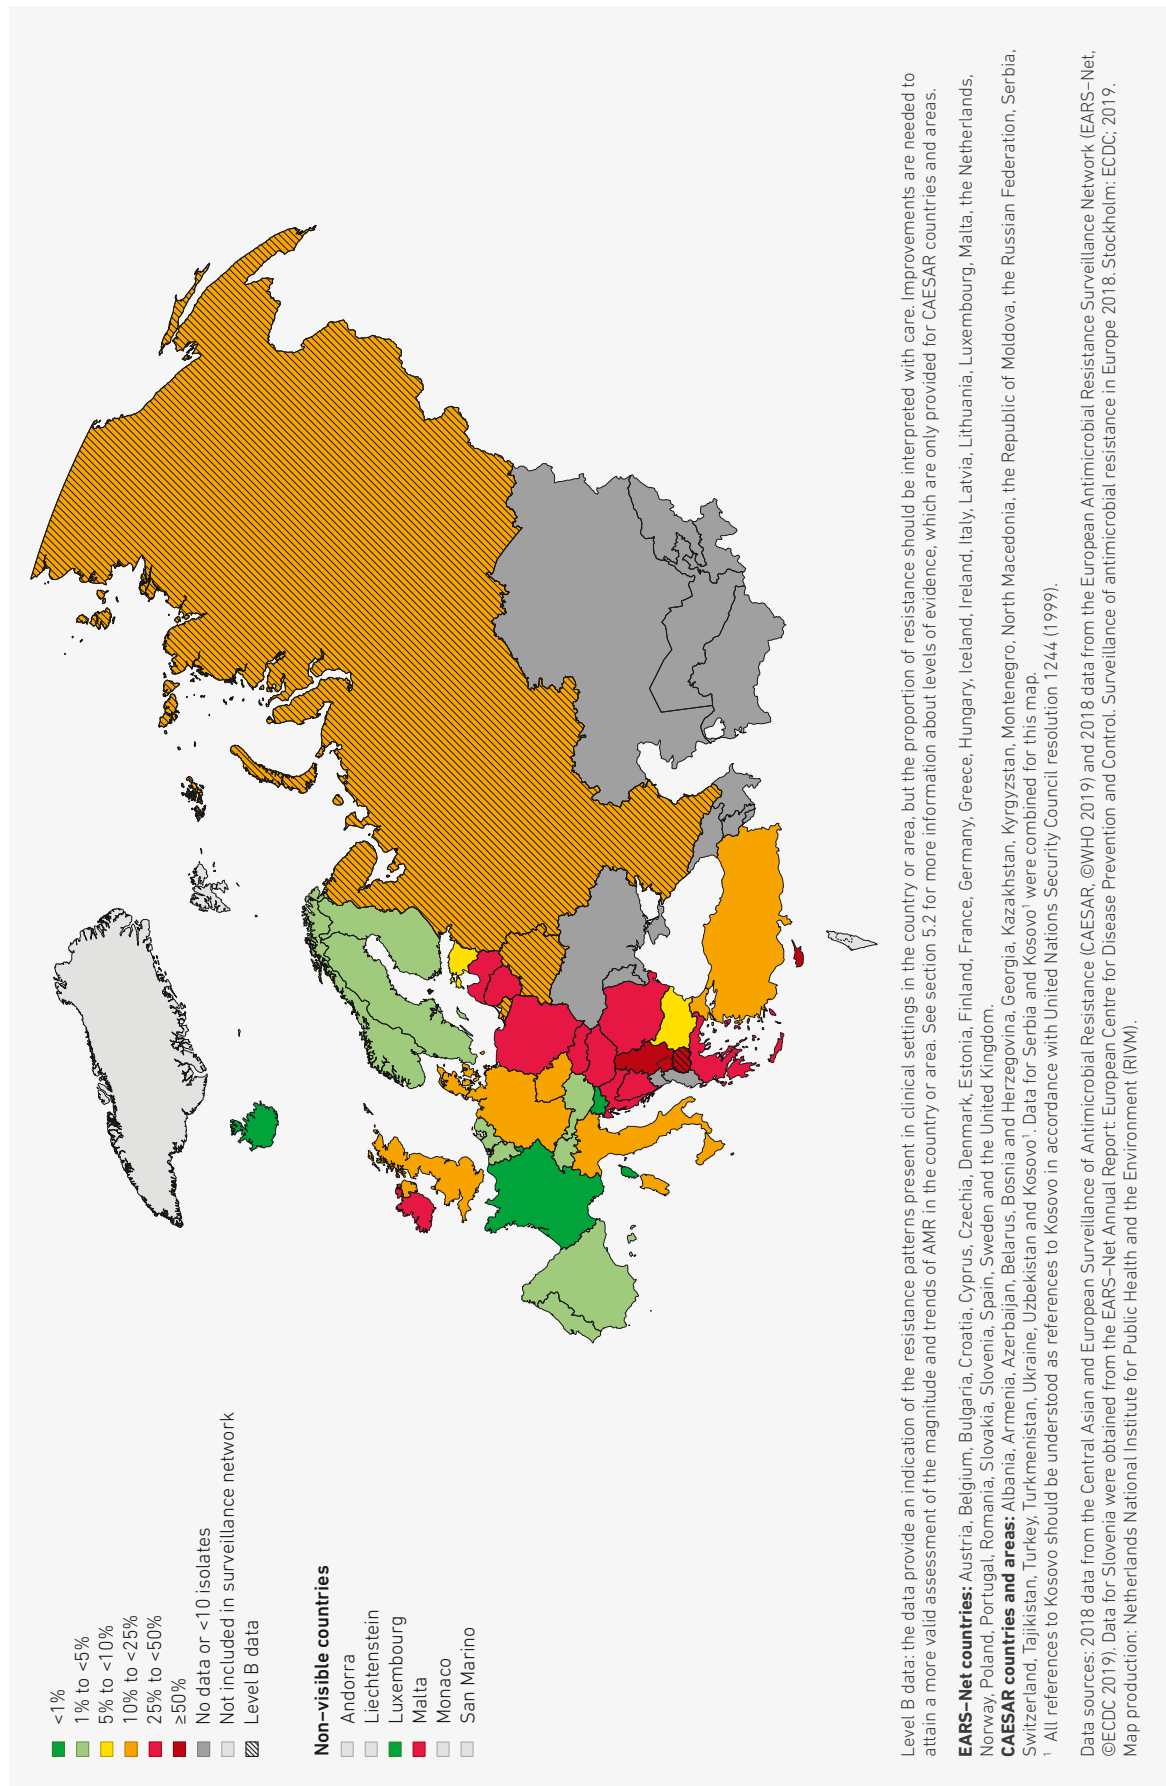 <1%
1% to <5%
5% to <10%
10% to <25%
25% to <50%
≥50%
No data or <10 isolates
Not included in surveillance network
Level B data
Non–visible countries
Andorra
Liechtenstein
Luxembourg
Malta
Monaco
San Marino
Level B data: the data provide an indication of the resistance patterns present in clinical settings in the country or area, but the proportion of resistance should be interpreted with care. Improvements are needed to
attain a more valid assessment of the magnitude and trends of AMR in the country or area. See section 5.2 for more information about levels of evidence, which are only provided for CAESAR countries and areas.
EARS–Net countries: Austria, Belgium, Bulgaria, Croatia, Cyprus, Czechia, Denmark, Estonia, Finland, France, Germany, Greece, Hungary, Iceland, Ireland, Italy, Latvia, Lithuania, Luxembourg, Malta, the Netherlands,
Norway, Poland, Portugal, Romania, Slovakia, Slovenia, Spain, Sweden and the United Kingdom.
CAESAR countries and areas: Albania, Armenia, Azerbaijan, Belarus, Bosnia and Herzegovina, Georgia, Kazakhstan, Kyrgyzstan, Montenegro, North Macedonia, the Republic of Moldova, the Russian Federation, Serbia,
Switzerland, Tajikistan, Turkey, Turkmenistan, Ukraine, Uzbekistan and Kosovo¹. Data for Serbia and Kosovo¹ were combined for this map.
¹ All references to Kosovo should be understood as references to Kosovo in accordance with United Nations Security Council resolution 1244 (1999).
Data sources: 2018 data from the Central Asian and European Surveillance of Antimicrobial Resistance (CAESAR, ©WHO 2019) and 2018 data from the European Antimicrobial Resistance Surveillance Network (EARS–Net,
©ECDC 2019). Data for Slovenia were obtained from the EARS–Net Annual Report: European Centre for Disease Prevention and Control. Surveillance of antimicrobial resistance in Europe 2018. Stockholm: ECDC; 2019.
Map production: Netherlands National Institute for Public Health and the Environment (RIVM).